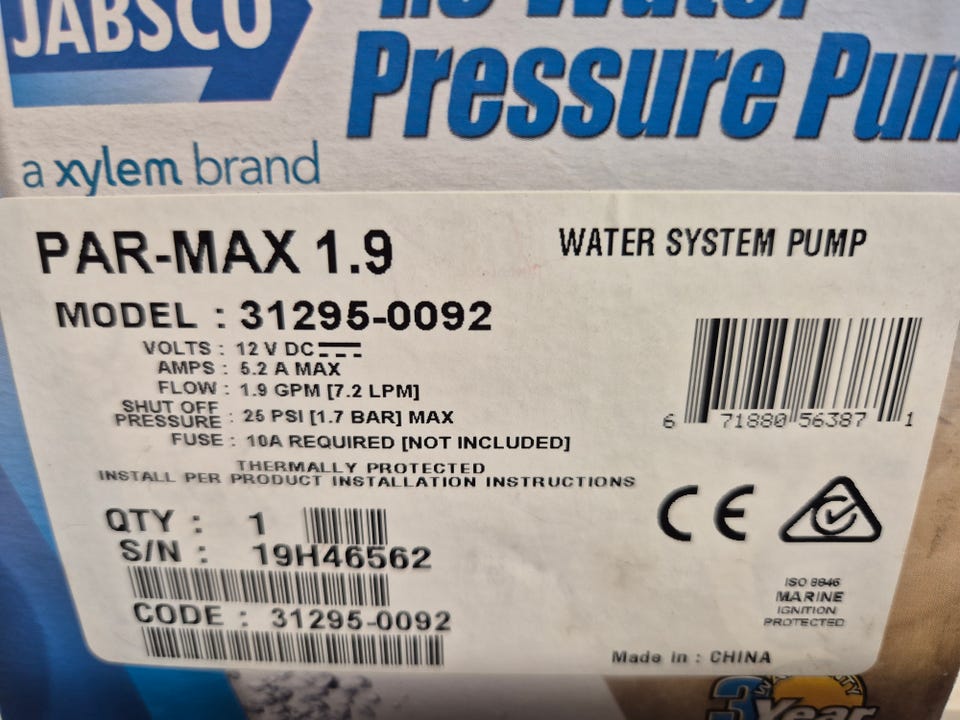 JABSCO
Water
Pressure
a xylem brand
PAR-MAX 1.9
WATER SYSTEM PUMP
MODEL : 31295-0092
VOLTS : 12 V DC
AMPS : 5.2 A MAX
FLOW : 1.9 GPM [7.2 LPM]
SHUT OFF
PRESSURE : 25 PSI [1.7 BAR] MAX
FUSE : 10A REQUIRED [NOT INCLUDED]
THERMALLY PROTECTED
INSTALL PER PRODUCT INSTALLATION INSTRUCTIONS
6 71880 56387 1
QTY : 1
S/N : 19H46562
CODE : 31295-0092
CE
ISO 8846
MARINE
IGNITION
PROTECTED
Made in : CHINA
3 Year